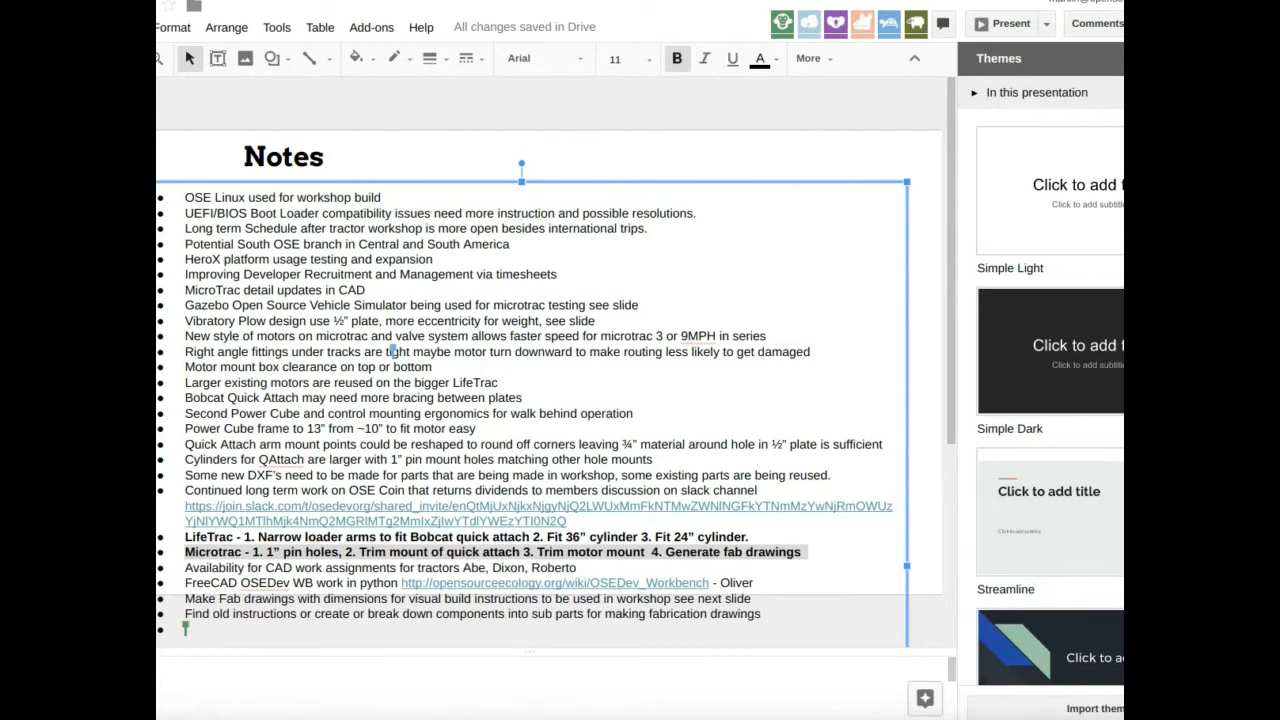 Format Arrange Tools Table Add-ons Help All changes saved in Drive Present Comments
Arial 11 B I U A More Themes
In this presentation
Notes
OSE Linux used for workshop build
UEFI/BIOS Boot Loader compatibility issues need more instruction and possible resolutions.
Long term Schedule after tractor workshop is more open besides international trips.
Potential South OSE branch in Central and South America
HeroX platform usage testing and expansion
Improving Developer Recruitment and Management via timesheets
MicroTrac detail updates in CAD
Gazebo Open Source Vehicle Simulator being used for microtrac testing see slide
Vibratory Plow design use ½” plate, more eccentricity for weight, see slide
New style of motors on microtrac and valve system allows faster speed for microtrac 3 or 9MPH in series
Right angle fittings under tracks are tight maybe motor turn downward to make routing less likely to get damaged
Motor mount box clearance on top or bottom
Larger existing motors are reused on the bigger LifeTrac
Bobcat Quick Attach may need more bracing between plates
Second Power Cube and control mounting ergonomics for walk behind operation
Power Cube frame to 13” from ~10” to fit motor easy
Quick Attach arm mount points could be reshaped to round off corners leaving ¾” material around hole in ½” plate is sufficient
Cylinders for QAttach are larger with 1” pin mount holes matching other hole mounts
Some new DXF’s need to be made for parts that are being made in workshop, some existing parts are being reused.
Continued long term work on OSE Coin that returns dividends to members discussion on slack channel
LifeTrac - 1. Narrow loader arms to fit Bobcat quick attach 2. Fit 36” cylinder 3. Fit 24” cylinder.
Microtrac - 1. 1” pin holes, 2. Trim mount of quick attach 3. Trim motor mount 4. Generate fab drawings
Availability for CAD work assignments for tractors Abe, Dixon, Roberto
FreeCAD OSEDev WB work in python http://opensourceecology.org/wiki/OSEDev_Workbench - Oliver
Make Fab drawings with dimensions for visual build instructions to be used in workshop see next slide
Find old instructions or create or break down components into sub parts for making fabrication drawings
Click to add
Click to add subtitle
Simple Light
Click to add
Click to add subtitle
Simple Dark
Click to add title
Click to add subtitle
Streamline
Click to
Import